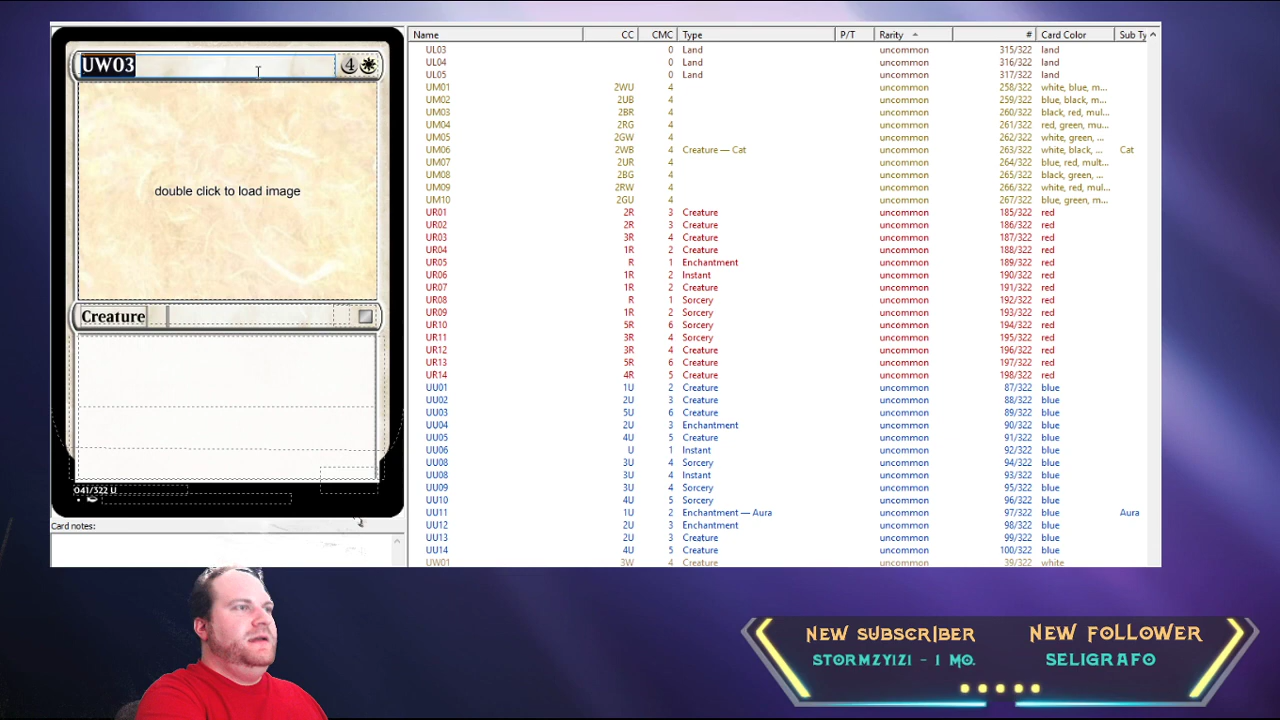 UW03 4
double click to load image
Creature
041/322 U
Card notes:
Name CC CMC Type P/T Rarity # Card Color Sub Ty
UL03 0 Land uncommon 315/322 land
UL04 0 Land uncommon 316/322 land
UL05 0 Land uncommon 317/322 land
UM01 2WU 4 uncommon 258/322 white, blue, m...
UM02 2UB 4 uncommon 259/322 blue, black, m...
UM03 2BR 4 uncommon 260/322 black, red, mul...
UM04 2RG 4 uncommon 261/322 red, green, mu...
UM05 2GW 4 uncommon 262/322 white, green, ...
UM06 2WB 4 Creature — Cat uncommon 263/322 white, black, ... Cat
UM07 2UR 4 uncommon 264/322 blue, red, mult...
UM08 2BG 4 uncommon 265/322 black, green, ...
UM09 2RW 4 uncommon 266/322 white, red, mul...
UM10 2GU 4 uncommon 267/322 blue, green, m...
UR01 2R 3 Creature uncommon 185/322 red
UR02 2R 3 Creature uncommon 186/322 red
UR03 3R 4 Creature uncommon 187/322 red
UR04 1R 2 Creature uncommon 188/322 red
UR05 R 1 Enchantment uncommon 189/322 red
UR06 1R 2 Instant uncommon 190/322 red
UR07 1R 2 Creature uncommon 191/322 red
UR08 R 1 Sorcery uncommon 192/322 red
UR09 1R 2 Sorcery uncommon 193/322 red
UR10 5R 6 Sorcery uncommon 194/322 red
UR11 3R 4 Sorcery uncommon 195/322 red
UR12 3R 4 Creature uncommon 196/322 red
UR13 5R 6 Creature uncommon 197/322 red
UR14 4R 5 Creature uncommon 198/322 red
UU01 1U 2 Creature uncommon 87/322 blue
UU02 2U 3 Creature uncommon 88/322 blue
UU03 5U 6 Creature uncommon 89/322 blue
UU04 2U 3 Enchantment uncommon 90/322 blue
UU05 4U 5 Creature uncommon 91/322 blue
UU06 U 1 Instant uncommon 92/322 blue
UU08 3U 4 Sorcery uncommon 94/322 blue
UU08 3U 4 Instant uncommon 93/322 blue
UU09 3U 4 Sorcery uncommon 95/322 blue
UU10 4U 5 Sorcery uncommon 96/322 blue
UU11 1U 2 Enchantment — Aura uncommon 97/322 blue Aura
UU12 2U 3 Enchantment uncommon 98/322 blue
UU13 2U 3 Creature uncommon 99/322 blue
UU14 4U 5 Creature uncommon 100/322 blue
UW01 3W 4 Creature uncommon 39/322 white
NEW SUBSCRIBER
STORMZYIZI - 1 MO.
NEW FOLLOWER
SELIGRAFO